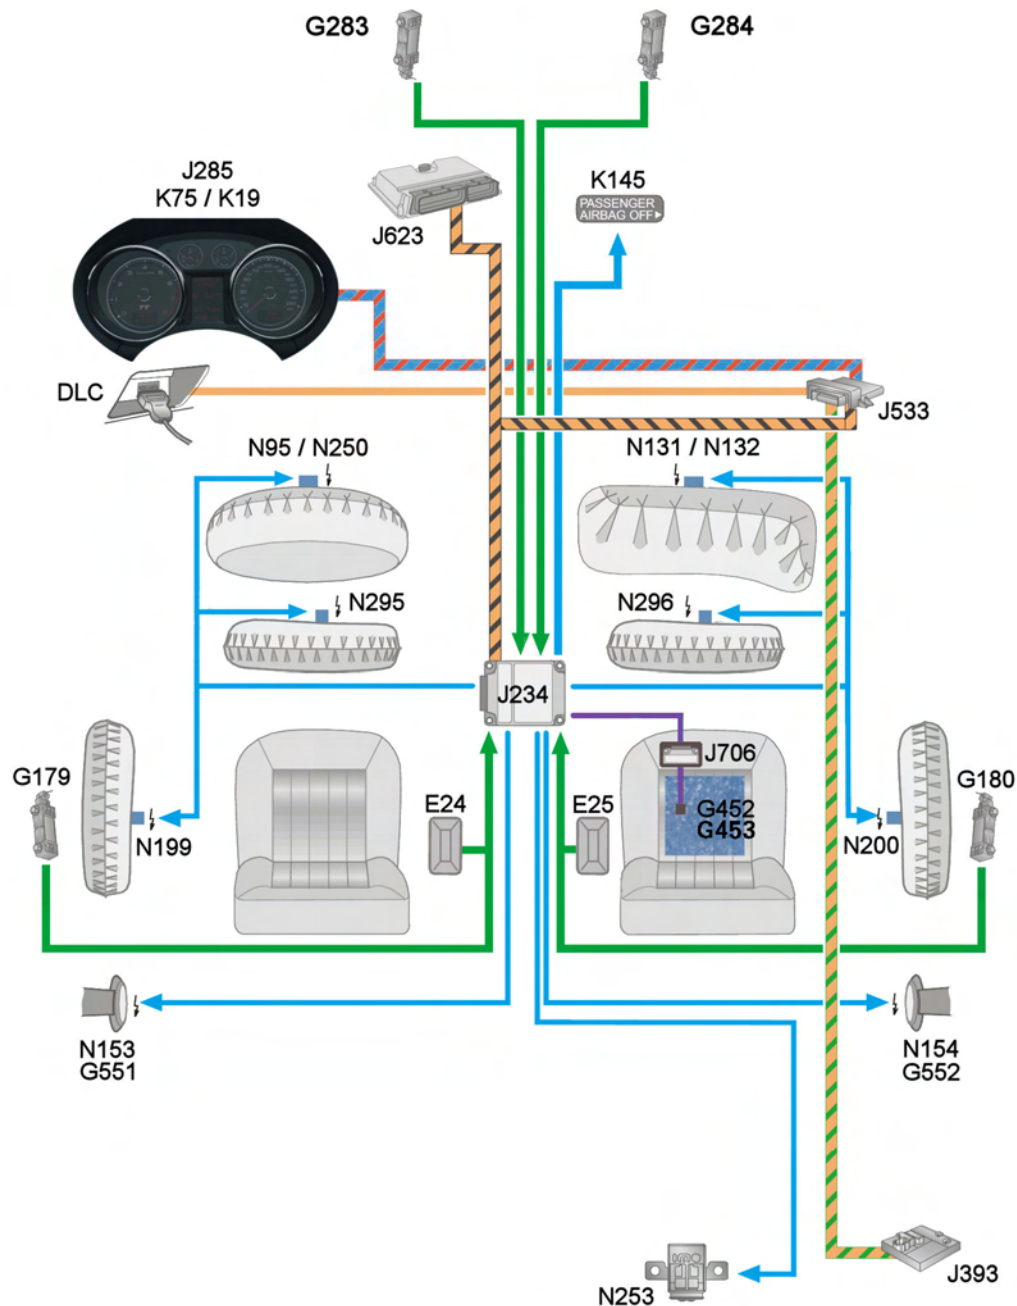 G283
G284
J285
K75 / K19
K145
PASSENGER
AIRBAG OFF
J623
DLC
J533
N95 / N250
N131 / N132
N295
N296
J234
J706
G179
G180
E24
E25
G452
G453
N199
N200
N153
G551
N154
G552
J393
N253